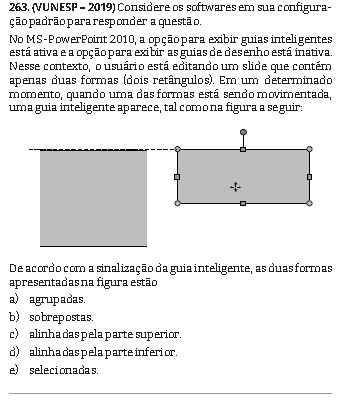 263. (VUNESP – 2019) Considere os softwares em sua configura-
ção padrão para responder a questão.
No MS-PowerPoint 2010, a opção para exibir guias inteligentes
está ativa e a opção para exibir as guias de desenho está inativa.
Nesse contexto, o usuário está editando um slide que contém
apenas duas formas (dois retângulos). Em um determinado
momento, quando uma das formas está sendo movimentada,
uma guia inteligente aparece, tal como na figura a seguir:
De acordo com a sinalização da guia inteligente, as duas formas
apresentadas na figura estão
a) agrupadas.
b) sobrepostas.
c) alinhadas pela parte superior.
d) alinhadas pela parte inferior.
e) selecionadas.